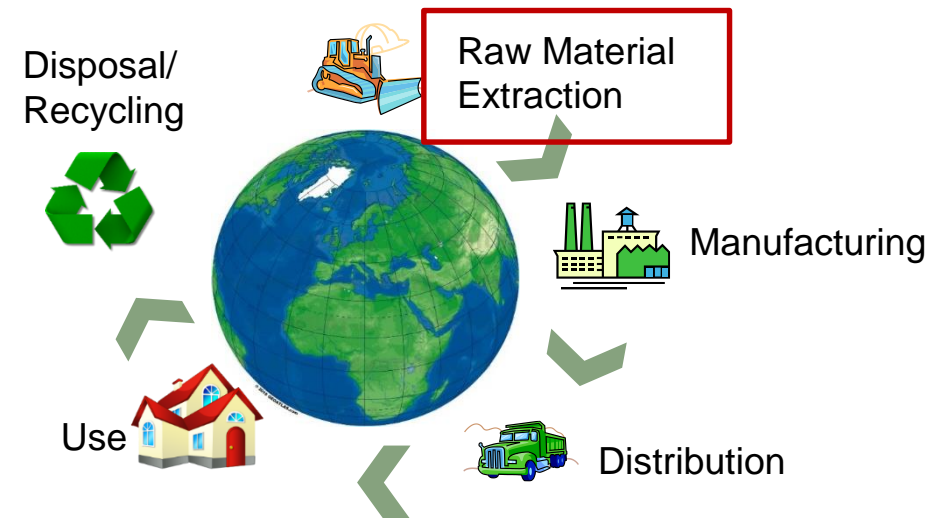 Raw Material
Extraction
Manufacturing
Distribution
Use
Disposal/
Recycling